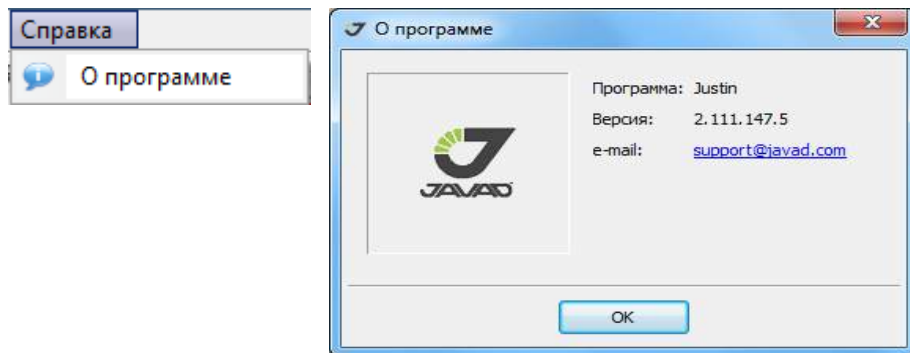 Справка
О программе
О программе
Программа: Justin
Версия: 2.111.147.5
e-mail: support@javad.com
JAVAD
OK